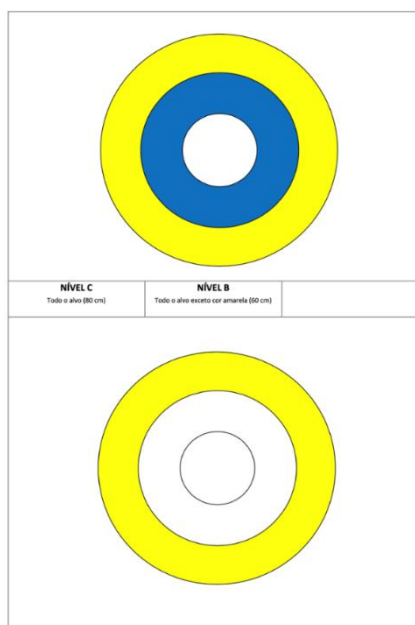 NÍVEL C
Todo o alvo (80 cm)
NÍVEL B
Todo o alvo exceto cor amarela (60 cm)